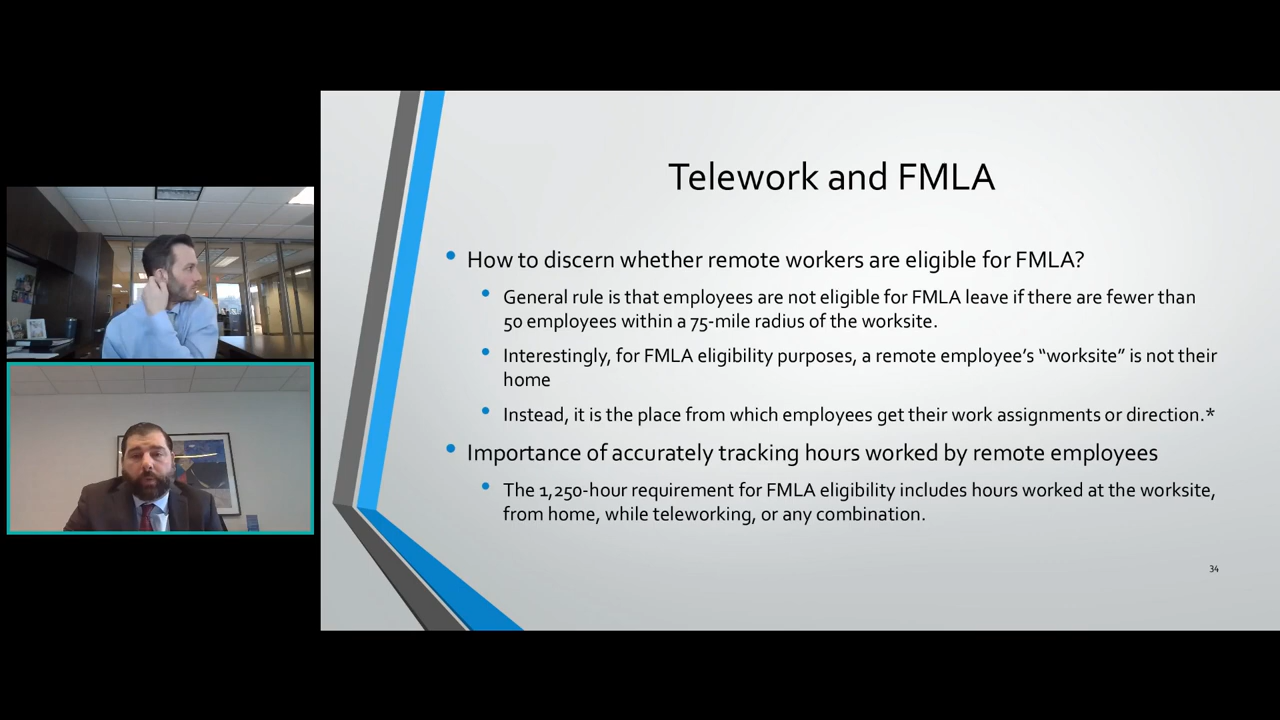 Telework and FMLA
• How to discern whether remote workers are eligible for FMLA?
• General rule is that employees are not eligible for FMLA leave if there are fewer than
50 employees within a 75-mile radius of the worksite.
• Interestingly, for FMLA eligibility purposes, a remote employee's “worksite” is not their
home
• Instead, it is the place from which employees get their work assignments or direction.*
• Importance of accurately tracking hours worked by remote employees
• The 1,250-hour requirement for FMLA eligibility includes hours worked at the worksite,
from home, while teleworking, or any combination.
34